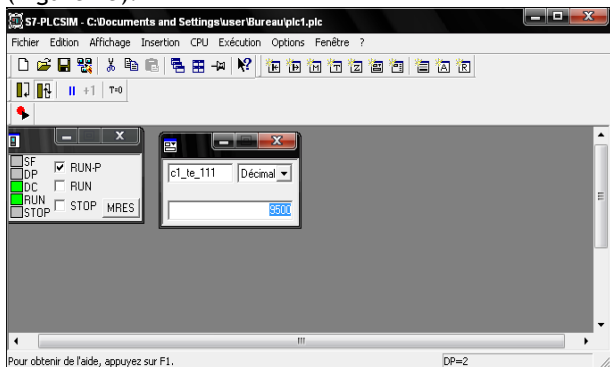 S7-PLCSIM - C:\Documents and Settings\user\Bureau\plc1.plc
Fichier Edition Affichage Insertion CPU Exécution Options Fenêtre ?
+1 T=0
SF
DP
DC
RUN
STOP
RUN-P
RUN
STOP MRES
c1_te_111 Décimal
9500
Pour obtenir de l'aide, appuyez sur F1. DP=2